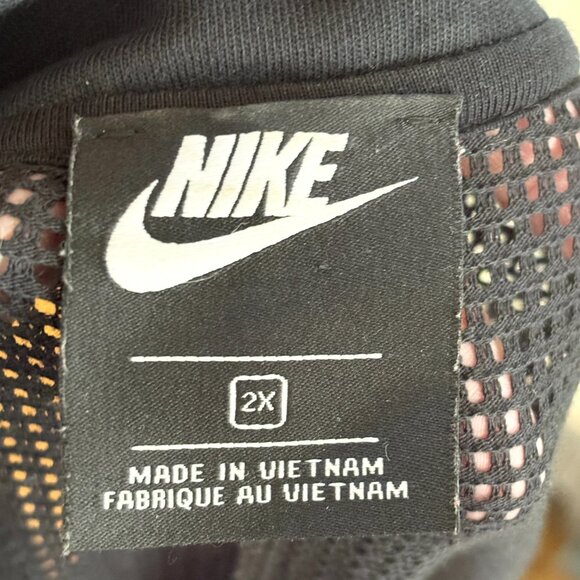 NIKE
2X
MADE IN VIETNAM
FABRIQUE AU VIETNAM